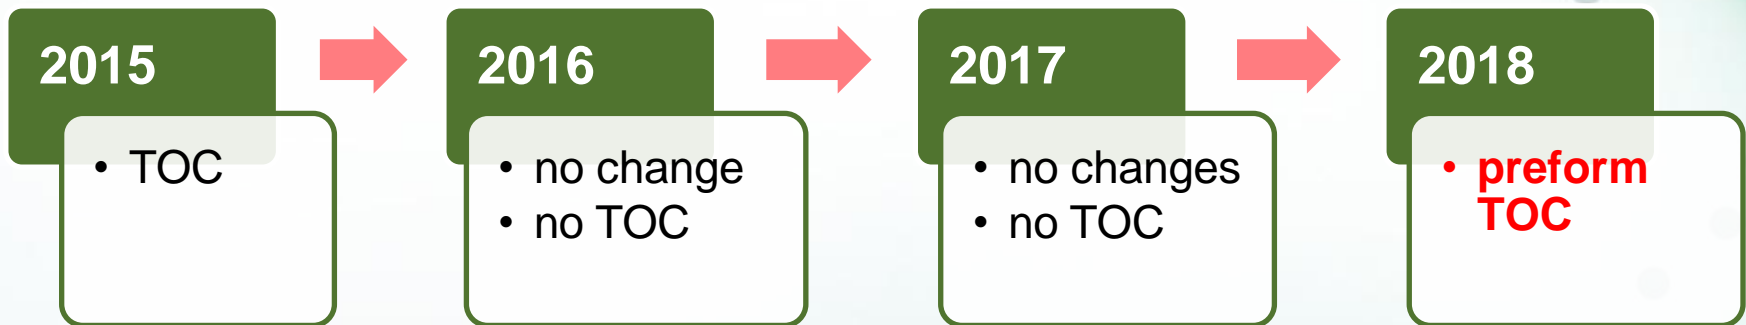 2015
• TOC
2016
• no change
• no TOC
2017
• no changes
• no TOC
2018
• preform
TOC